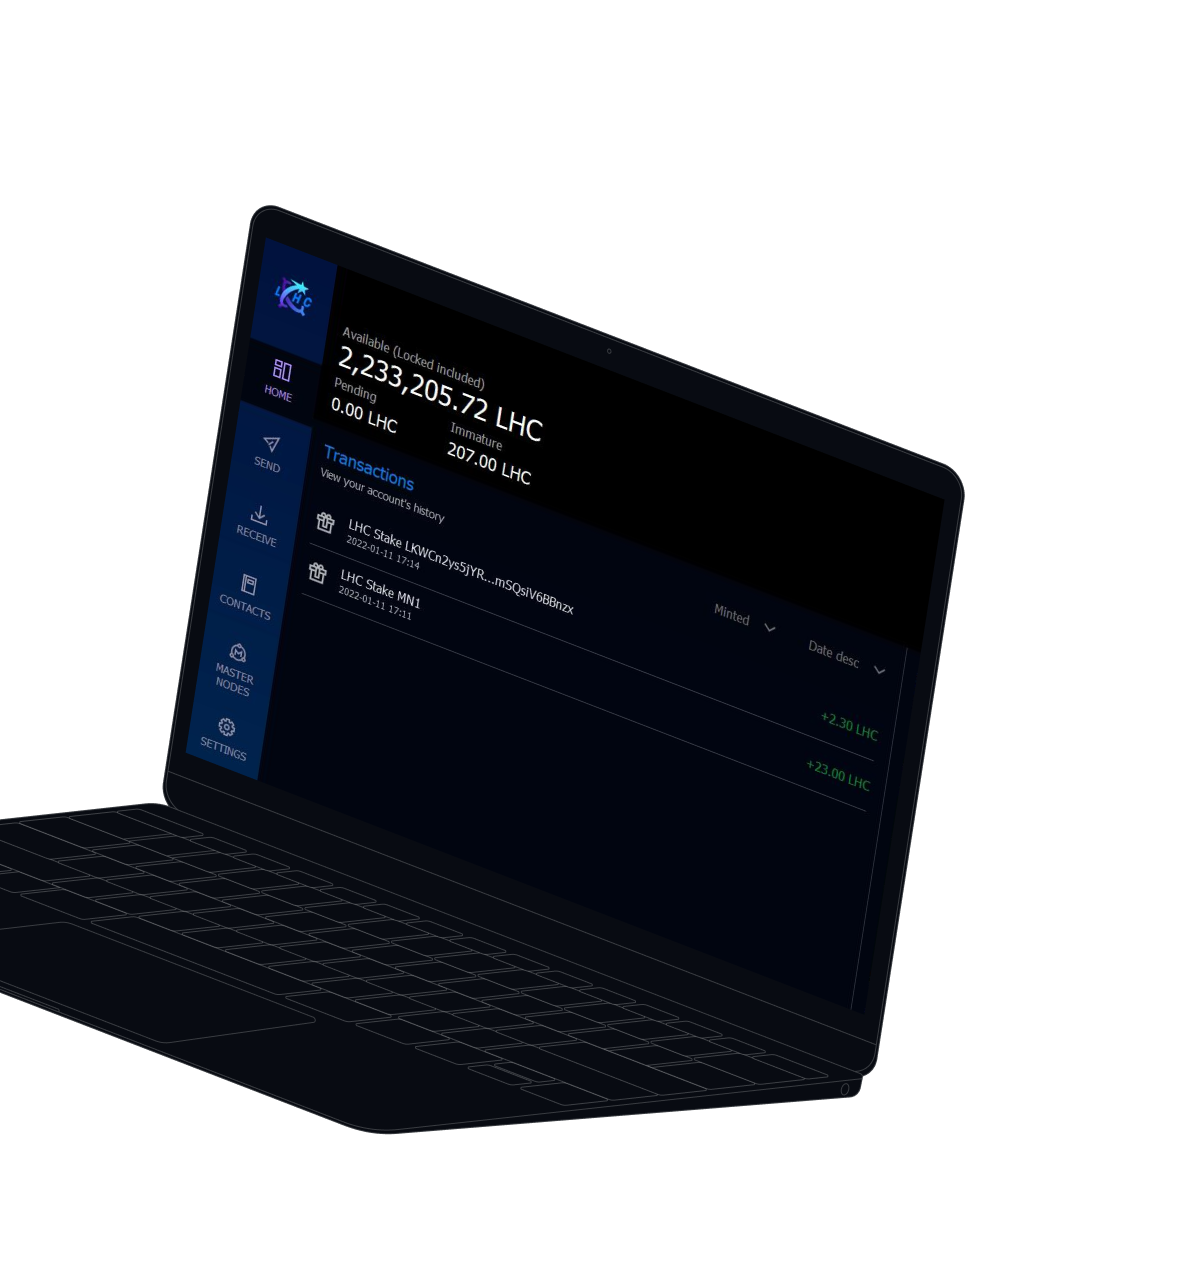 LHC
HOME
SEND
RECEIVE
CONTACTS
MASTER
NODES
SETTINGS
Available (Locked included)
2,233,205.72 LHC
Pending
0.00 LHC
Immature
207.00 LHC
Transactions
View your account's history
Minted
Date desc
LHC Stake LKWCn2ys5jYR...mSQsiV6BBnzx
2022-01-11 17:14
+2.30 LHC
LHC Stake MN1
2022-01-11 17:11
+23.00 LHC